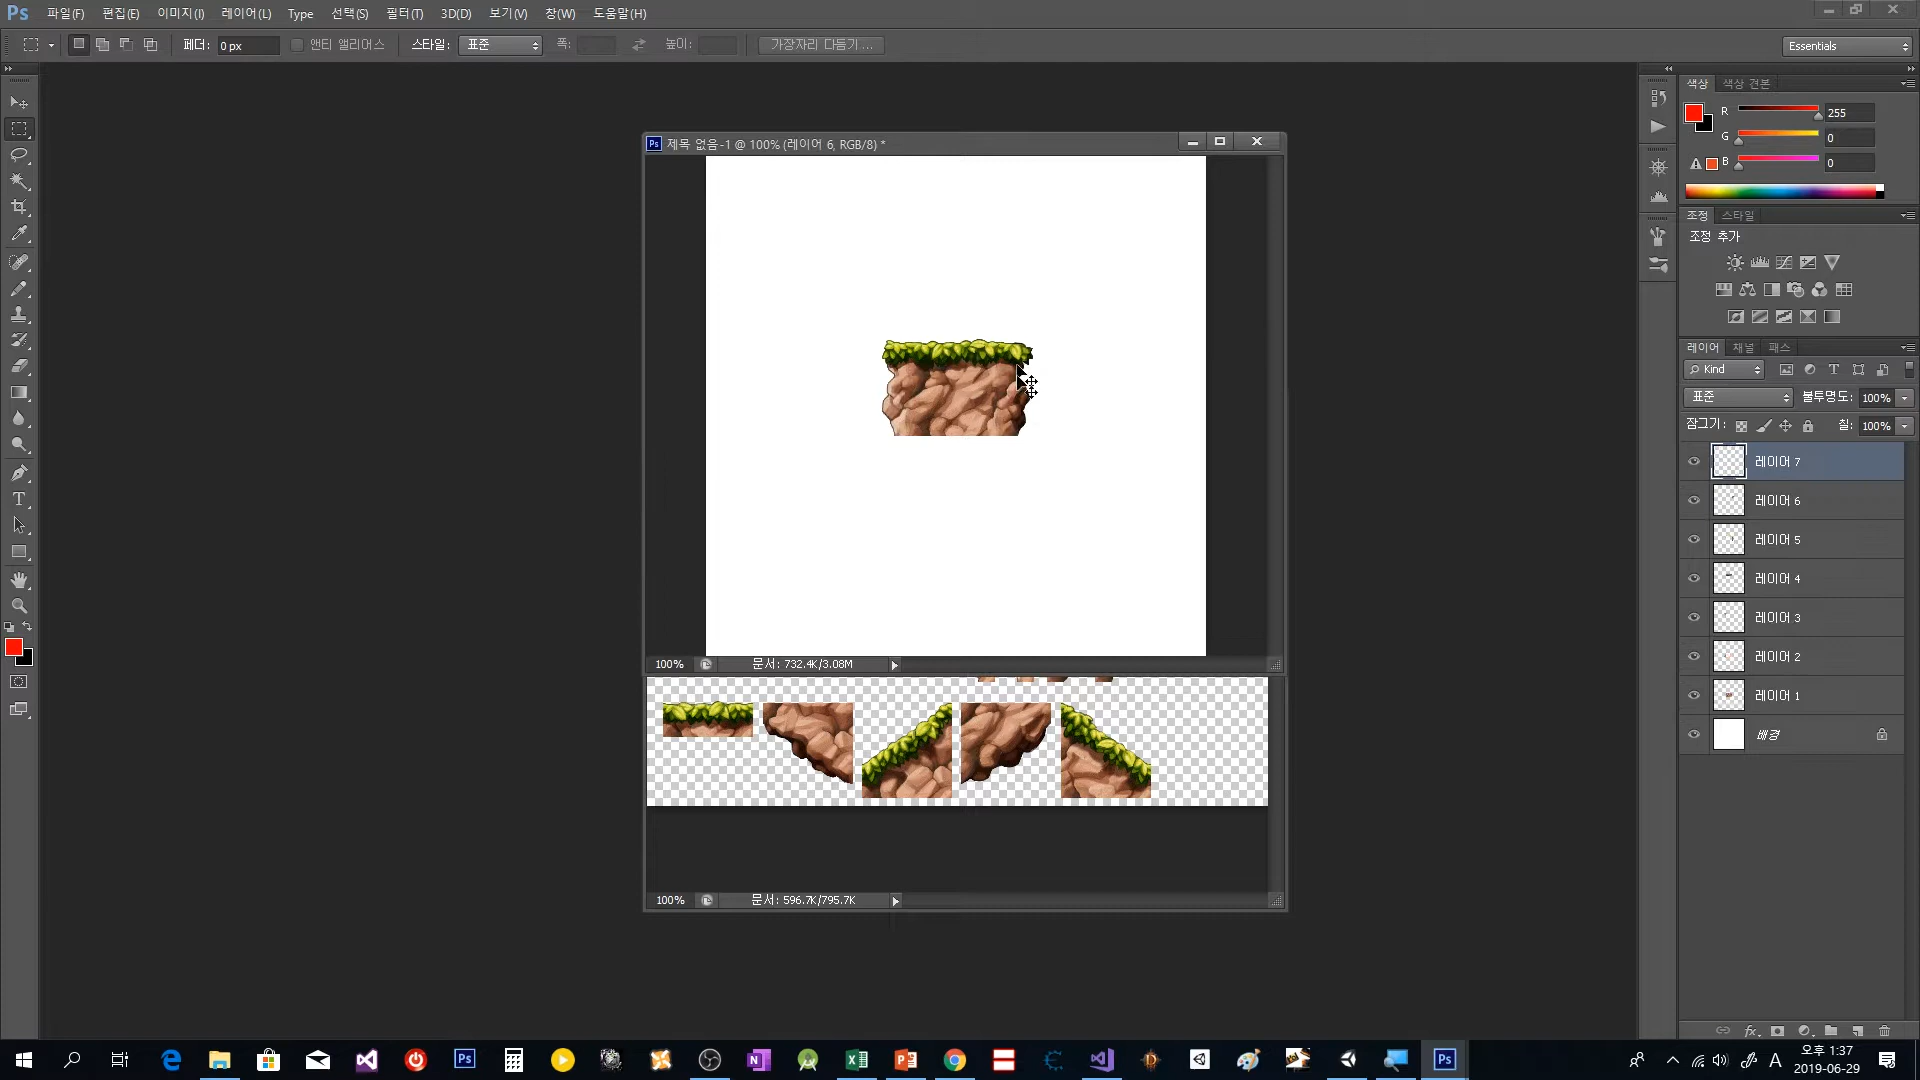 Ps 파일(F) 편집(E) 이미지(I) 레이어(L) Type 선택(S) 필터(T) 3D(D) 보기(V) 창(W) 도움말(H)
페더: 0 px 앤티 앨리어스 스타일: 표준 폭: 높이: 가장자리 다듬기... Essentials
색상 색상 견본
R 255
G 0
B 0
조정 스타일
조정 추가
Ps 제목 없음-1 @ 100% (레이어 6, RGB/8) *
레이어 채널 패스
Kind
표준 불투명도: 100%
잠그기: 칠: 100%
레이어 7
레이어 6
레이어 5
레이어 4
레이어 3
레이어 2
레이어 1
배경
100% 문서: 732.4K/3.08M
100% 문서: 596.7K/795.7K
fx
Ps
Ps
A
오후 1:37
2019-06-29